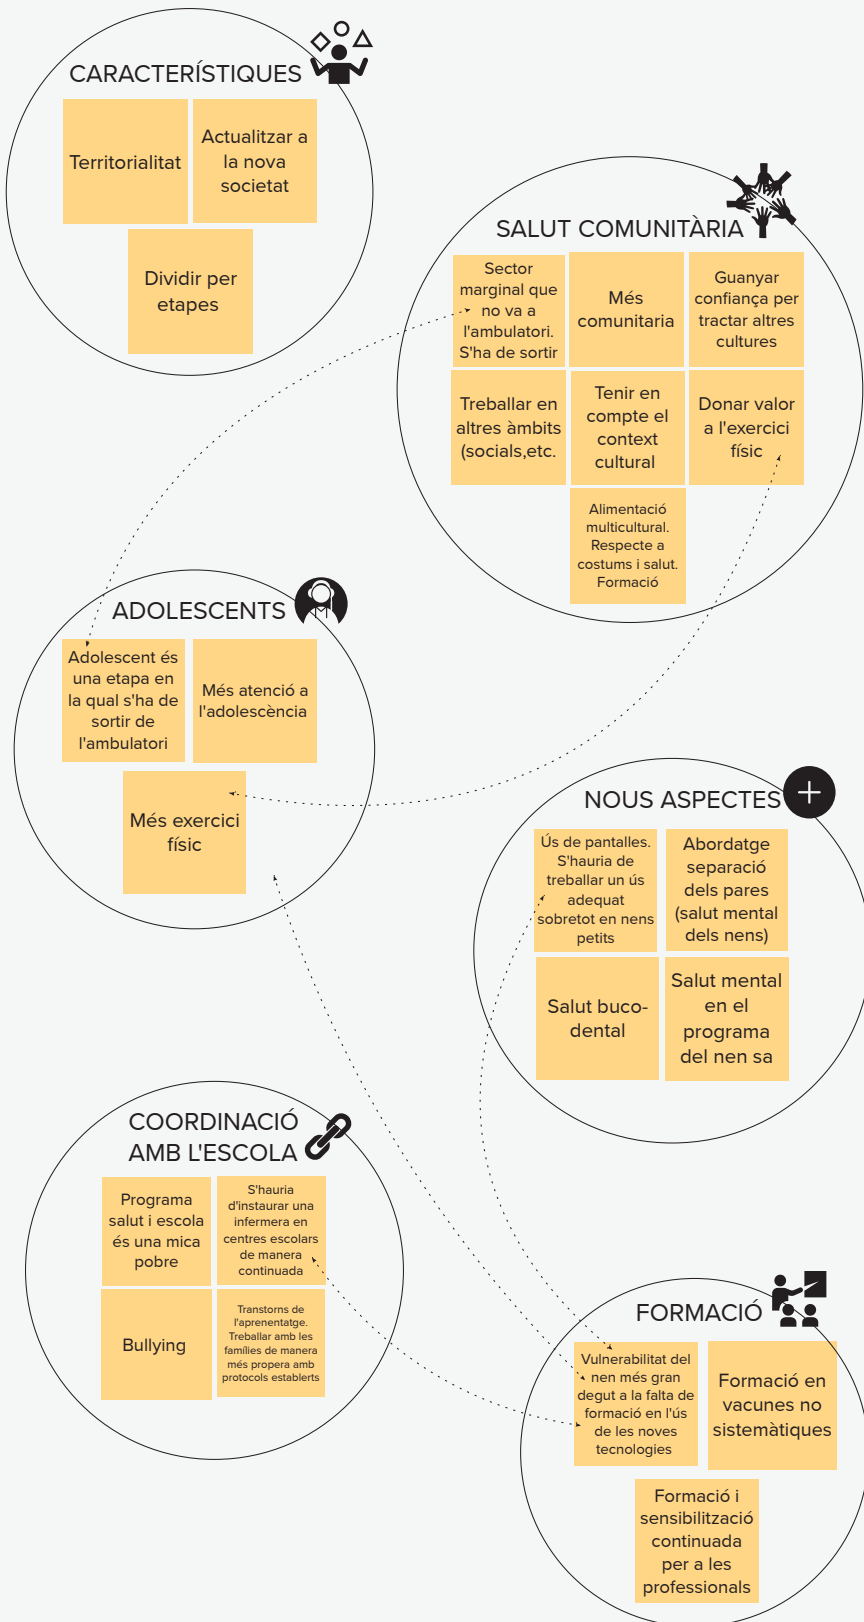 CARACTERÍSTIQUES
Territorialitat
Actualitzar a
la nova
societat
Dividir per
etapes
SALUT COMUNITÀRIA
Sector
marginal que
no va a
l'ambulatori.
S'ha de sortir
Més
comunitaria
Guanyar
confiança per
tractar altres
cultures
Treballar en
altres àmbits
(socials,etc.
Tenir en
compte el
context
cultural
Donar valor
a l'exercici
físic
Alimentació
multicultural.
Respecte a
costums i salut.
Formació
ADOLESCENTS
Adolescent és
una etapa en
la qual s'ha de
sortir de
l'ambulatori
Més atenció a
l'adolescència
Més exercici
físic
NOUS ASPECTES
Ús de pantalles.
S'hauria de
treballar un ús
adequat
sobretot en nens
petits
Abordatge
separació
dels pares
(salut mental
dels nens)
Salut buco-
dental
Salut mental
en el
programa
del nen sa
COORDINACIÓ
AMB L'ESCOLA
Programa
salut i escola
és una mica
pobre
S'hauria
d'instaurar una
infermera en
centres escolars
de manera
continuada
Bullying
Transtorns de
l'aprenentatge.
Treballar amb les
famílies de manera
més propera amb
protocols establerts
FORMACIÓ
Vulnerabilitat del
nen més gran
degut a la falta de
formació en l'ús
de les noves
tecnologies
Formació en
vacunes no
sistemàtiques
Formació i
sensibilització
continuada
per a les
professionals